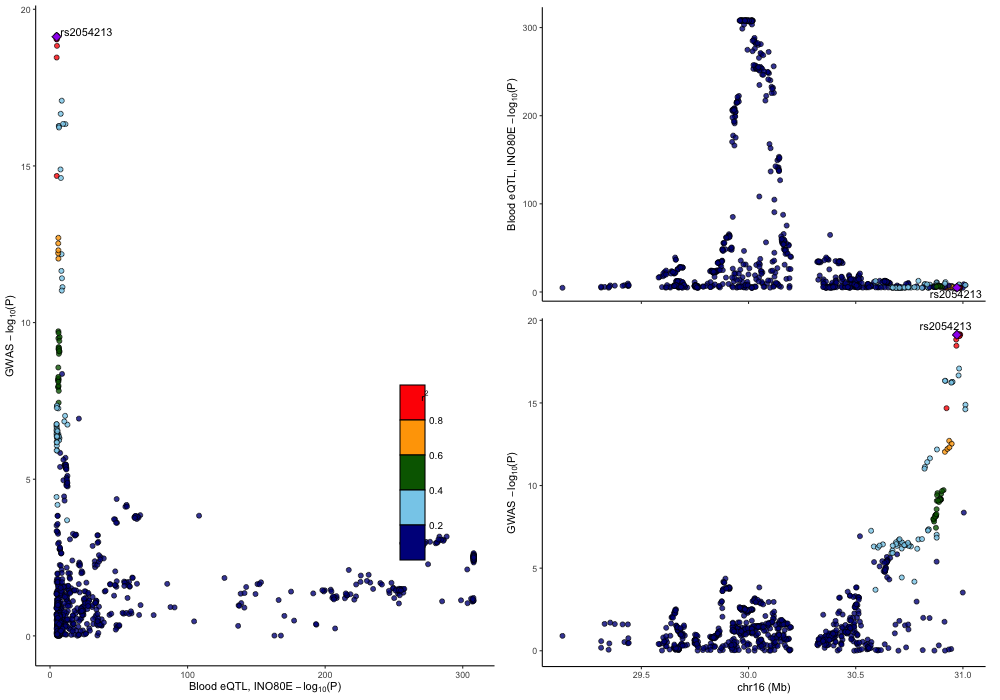 20
15
10
5
0
GWAS −log10(P)
rs2054213
r2
0.8
0.6
0.4
0.2
0
100
200
300
Blood eQTL, INO80E −log10(P)
300
200
100
0
Blood eQTL, INO80E −log10(P)
rs2054213
20
15
10
5
0
GWAS −log10(P)
rs2054213
29.5
30.0
30.5
31.0
chr16 (Mb)